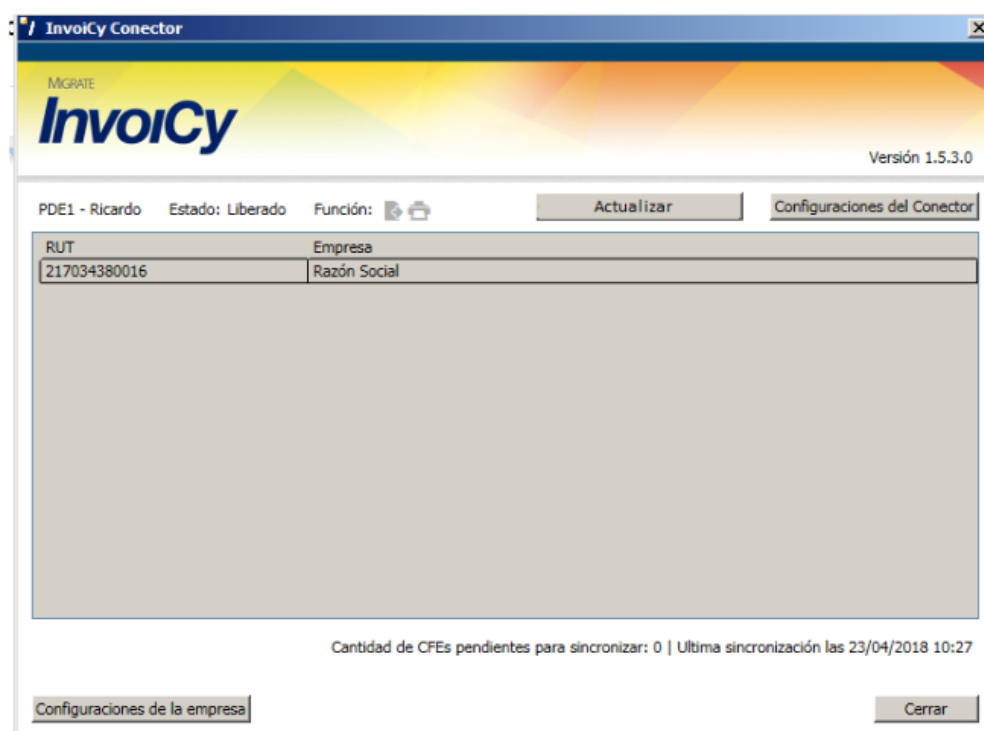 InvoiCy Conector
MIGRATE
InvoiCy
Versión 1.5.3.0
PDE1 - Ricardo Estado: Liberado Función: Actualizar Configuraciones del Conector
RUT Empresa
217034380016 Razón Social
Cantidad de CFEs pendientes para sincronizar: 0 | Ultima sincronización las 23/04/2018 10:27
Configuraciones de la empresa Cerrar